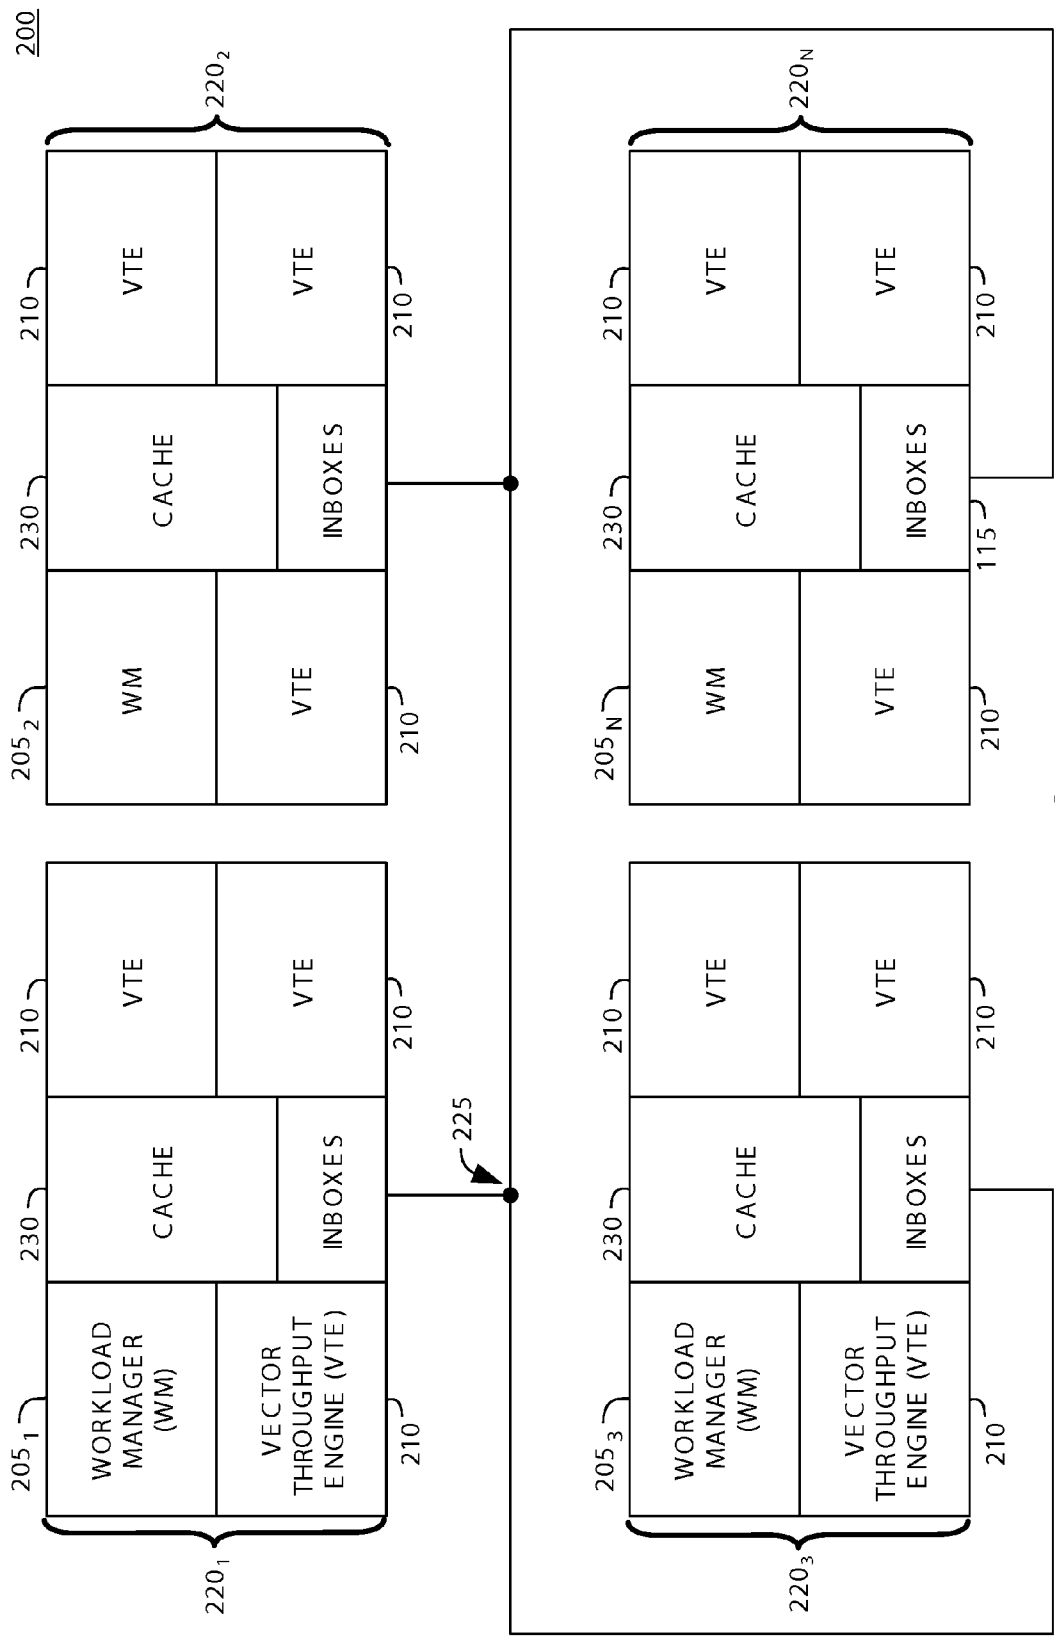 200
205₁
230
210
WORKLOAD
MANAGER
(WM)
CACHE
VTE
VECTOR
THROUGHPUT
ENGINE (VTE)
INBOXES
VTE
220₁
210
210
205₂
230
210
WM
CACHE
VTE
VTE
INBOXES
VTE
220₂
210
210
225
205₃
230
210
WORKLOAD
MANAGER
(WM)
CACHE
VTE
VECTOR
THROUGHPUT
ENGINE (VTE)
INBOXES
VTE
220₃
210
210
205N
230
210
WM
CACHE
VTE
VTE
INBOXES
VTE
220N
210
115
210